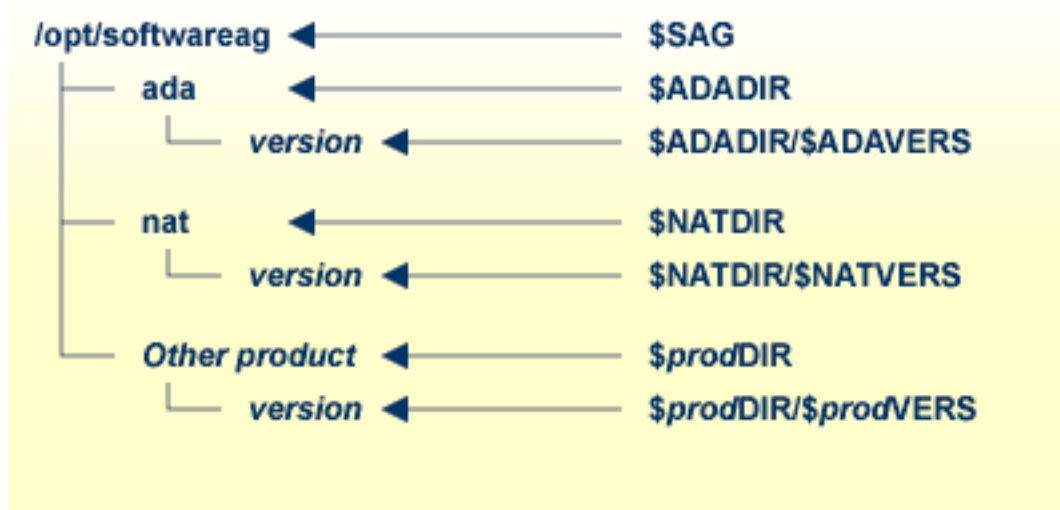 /opt/softwareag $SAG
ada $ADADIR
version $ADADIR/$ADAVERS
nat $NATDIR
version $NATDIR/$NATVERS
Other product $prodDIR
version $prodDIR/$prodVERS